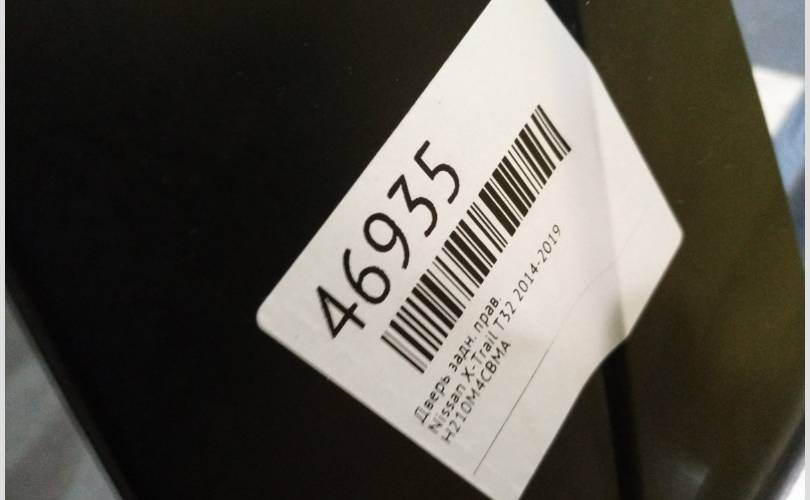 46935
Дверь задн. прав.
Nissan X-Trail T32 2014-2019
H210M4CBMA